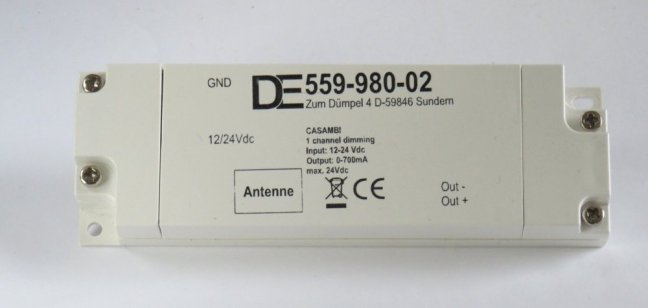 GND
DE 559-980-02
Zum Dümpel 4 D-59846 Sundern
12/24Vdc
CASAMBI
1 channel dimming
Input: 12-24 Vdc
Output: 0-700mA
max. 24Vdc
Antenne
CE
Out -
Out +